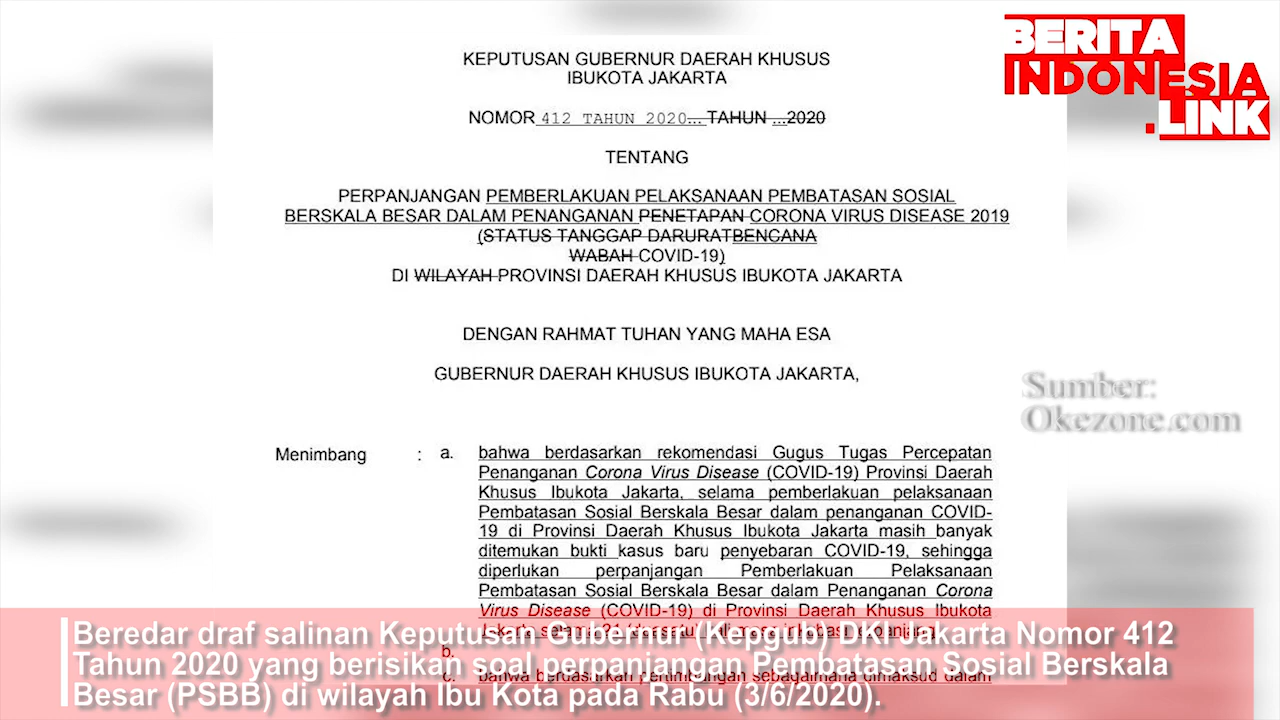 BERITA
INDONESIA
.LINK
KEPUTUSAN GUBERNUR DAERAH KHUSUS
IBUKOTA JAKARTA
NOMOR 412 TAHUN 2020... TAHUN ...2020
TENTANG
PERPANJANGAN PEMBERLAKUAN PELAKSANAAN PEMBATASAN SOSIAL
BERSKALA BESAR DALAM PENANGANAN PENETAPAN CORONA VIRUS DISEASE 2019
(STATUS TANGGAP DARURATBENCANA
WABAH COVID-19)
DI WILAYAH PROVINSI DAERAH KHUSUS IBUKOTA JAKARTA
DENGAN RAHMAT TUHAN YANG MAHA ESA
GUBERNUR DAERAH KHUSUS IBUKOTA JAKARTA,
Sumber:
Okezone.com
Menimbang : a. bahwa berdasarkan rekomendasi Gugus Tugas Percepatan
Penanganan Corona Virus Disease (COVID-19) Provinsi Daerah
Khusus Ibukota Jakarta, selama pemberlakuan pelaksanaan
Pembatasan Sosial Berskala Besar dalam penanganan COVID-
19 di Provinsi Daerah Khusus Ibukota Jakarta masih banyak
ditemukan bukti kasus baru penyebaran COVID-19, sehingga
diperlukan perpanjangan Pemberlakuan Pelaksanaan
Pembatasan Sosial Berskala Besar dalam Penanganan Corona
Virus Disease (COVID-19) di Provinsi Daerah Khusus Ibukota
b.
c. bahwa berdasarkan pertimbangan sebagaimana dimaksud dalam
Beredar draf salinan Keputusan Gubernur (Kepgub) DKI Jakarta Nomor 412
Tahun 2020 yang berisikan soal perpanjangan Pembatasan Sosial Berskala
Besar (PSBB) di wilayah Ibu Kota pada Rabu (3/6/2020).